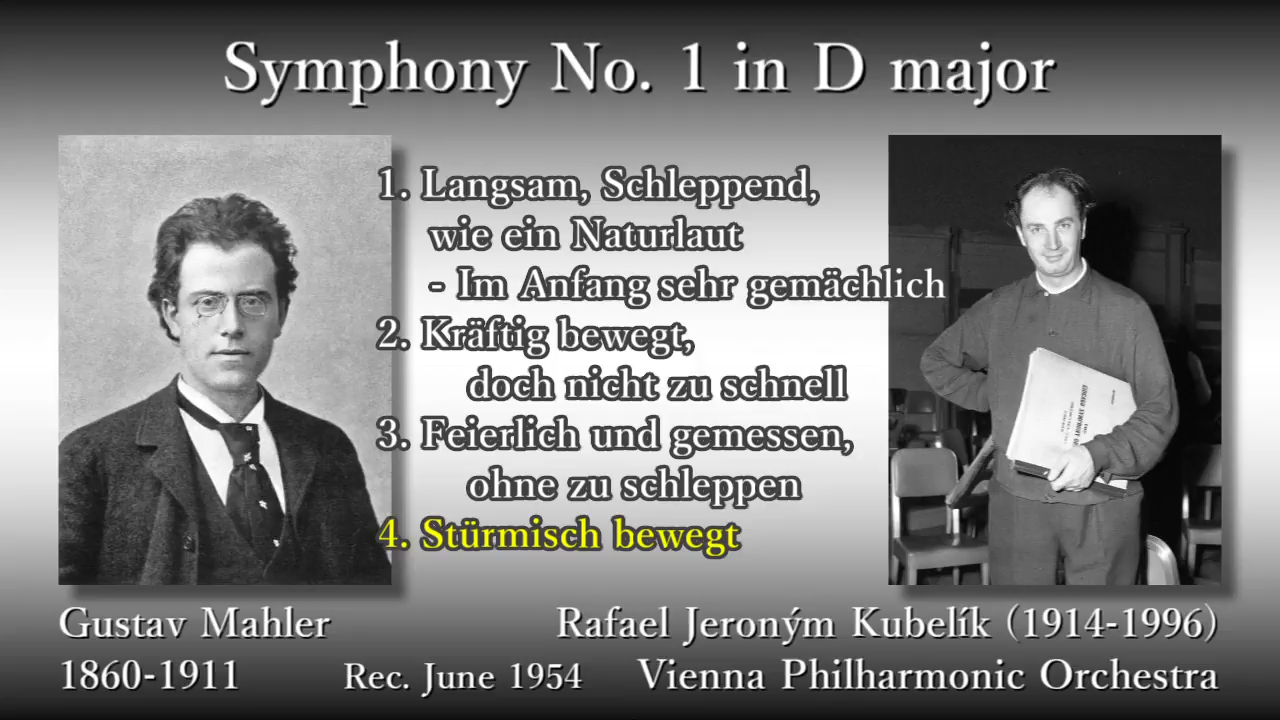 Symphony No. 1 in D major
1. Langsam, Schleppend,
wie ein Naturlaut
- Im Anfang sehr gemächlich
2. Kräftig bewegt,
doch nicht zu schnell
3. Feierlich und gemessen,
ohne zu schleppen
4. Stürmisch bewegt
CHICAGO SYMPHONY
Gustav Mahler
1860-1911
Rec. June 1954
Rafael Jeroným Kubelík (1914-1996)
Vienna Philharmonic Orchestra